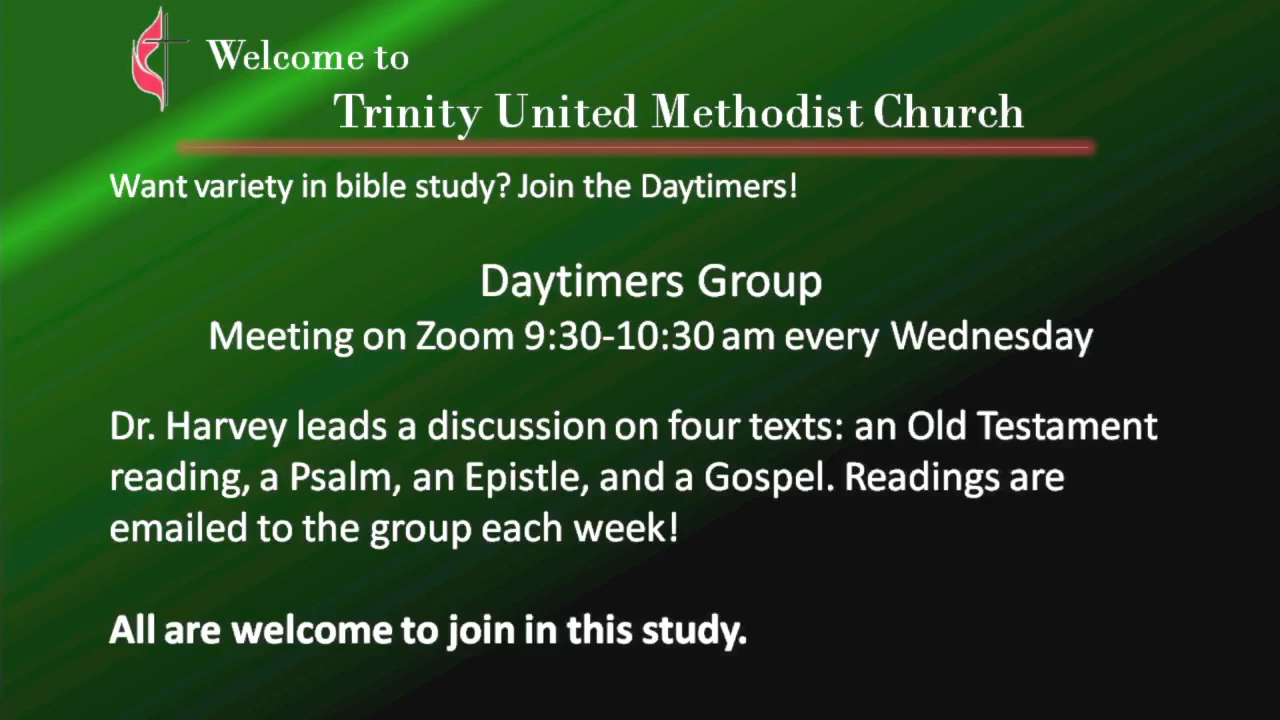 Welcome to
Trinity United Methodist Church
Want variety in bible study? Join the Daytimers!
Daytimers Group
Meeting on Zoom 9:30-10:30 am every Wednesday
Dr. Harvey leads a discussion on four texts: an Old Testament
reading, a Psalm, an Epistle, and a Gospel. Readings are
emailed to the group each week!
All are welcome to join in this study.